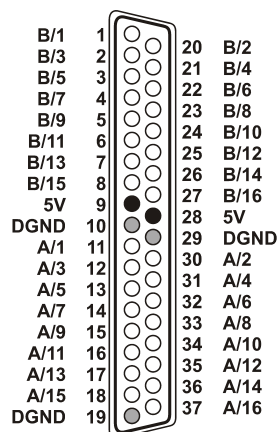 B/1 1
20 B/2
B/3 2
21 B/4
B/5 3
22 B/6
B/7 4
23 B/8
B/9 5
24 B/10
B/11 6
25 B/12
B/13 7
26 B/14
B/15 8
27 B/16
5V 9
28 5V
DGND 10
29 DGND
A/1 11
30 A/2
A/3 12
31 A/4
A/5 13
32 A/6
A/7 14
33 A/8
A/9 15
34 A/10
A/11 16
35 A/12
A/13 17
36 A/14
A/15 18
37 A/16
DGND 19